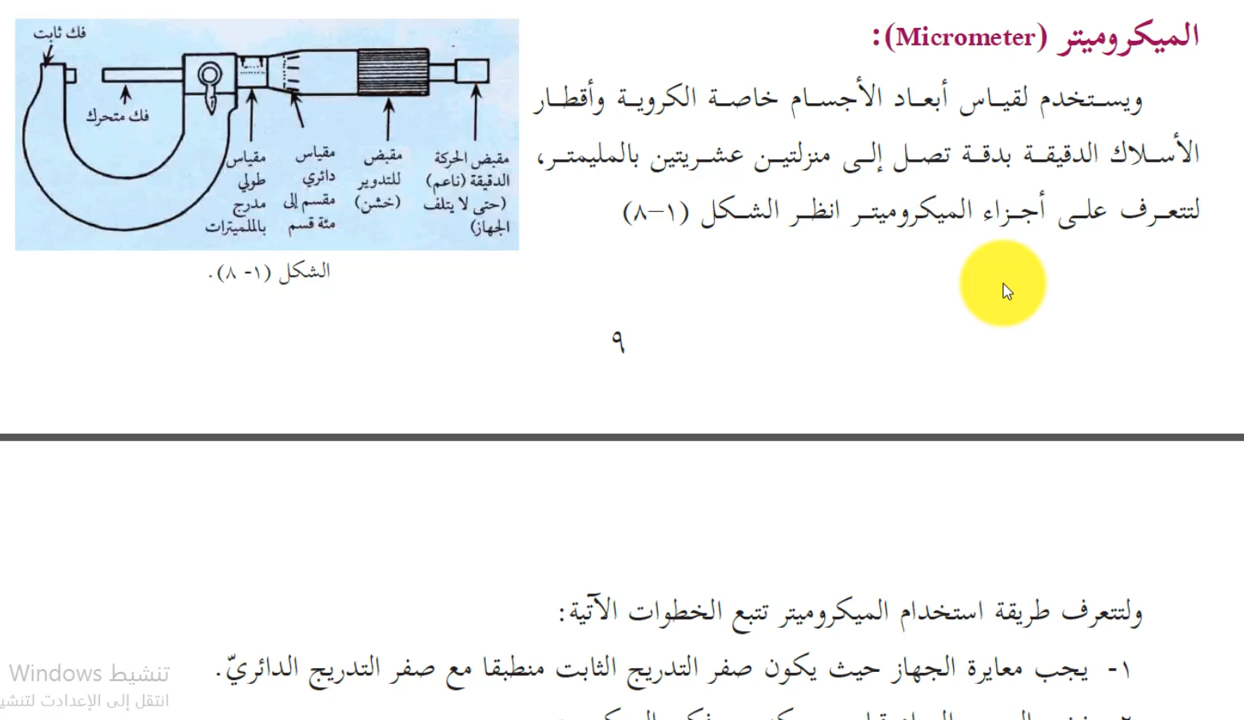 الميكروميتر (Micrometer):
ويستخدم لقياس أبعاد الأجسام خاصة الكروية وأقطار
الأسلاك الدقيقة بدقة تصل إلى منزلتين عشريتين بالمليمتر،
لتتعرف على أجزاء الميكروميتر انظر الشكل (١-٨)
فك ثابت
فك متحرك
مقبض الحركة
الدقيقة (ناعم)
(حتى لا يتلف
الجهاز)
مقبض
للتدوير
(خشن)
مقياس
دائري
مقسم إلى
مئة قسم
مقياس
طولي
مدرج
بالملميترات
الشكل (١- ٨).
٩
ولتتعرف طريقة استخدام الميكروميتر تتبع الخطوات الآتية:
١- يجب معايرة الجهاز حيث يكون صفر التدريج الثابت منطبقا مع صفر التدريج الدائريّ.
تنشيط Windows
انتقل إلى الإعدادت لتنشي